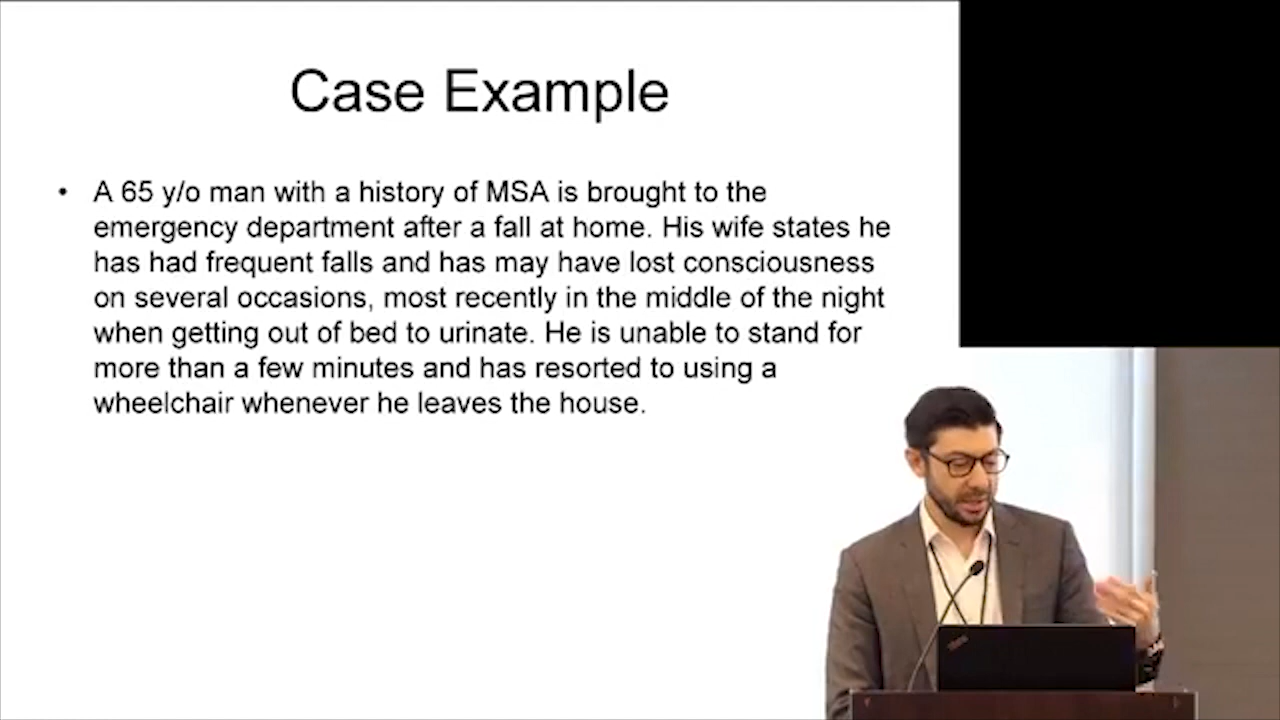 Case Example
• A 65 y/o man with a history of MSA is brought to the
emergency department after a fall at home. His wife states he
has had frequent falls and has may have lost consciousness
on several occasions, most recently in the middle of the night
when getting out of bed to urinate. He is unable to stand for
more than a few minutes and has resorted to using a
wheelchair whenever he leaves the house.